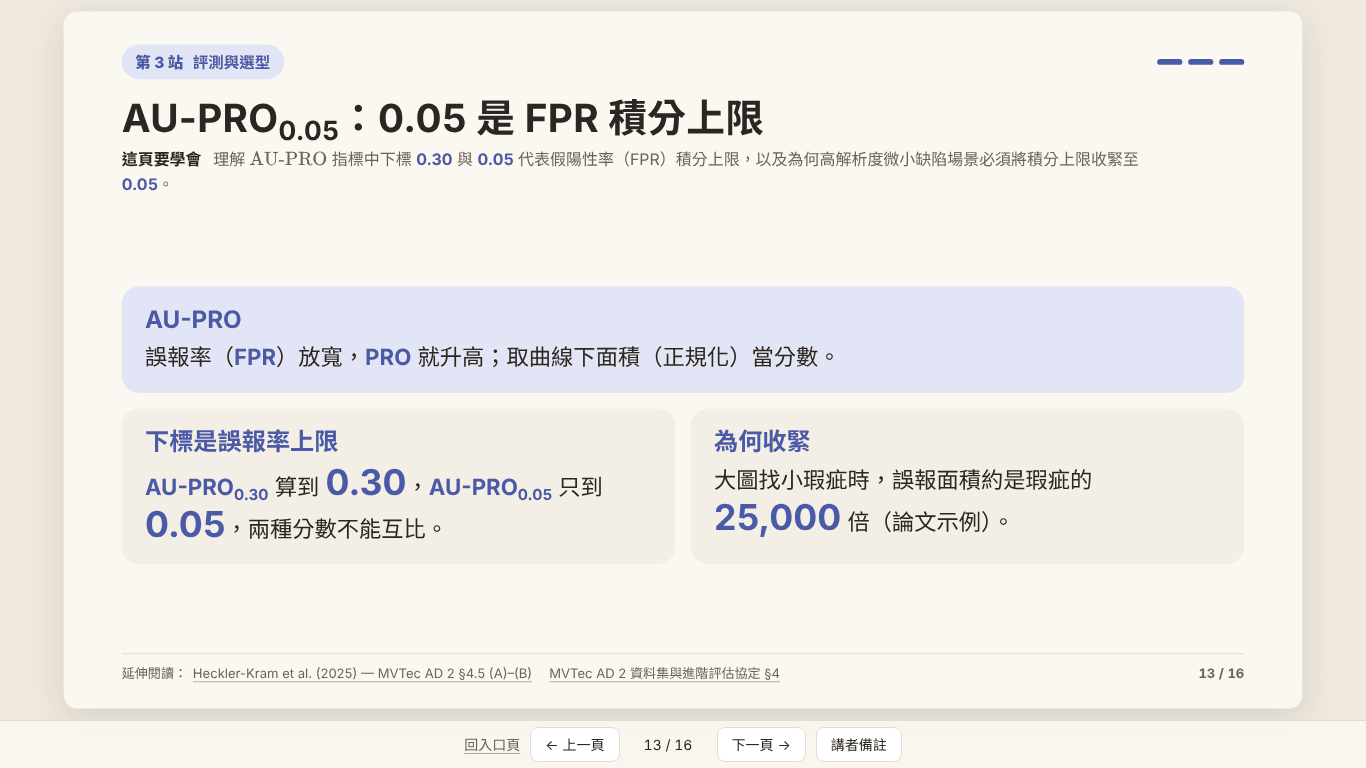 第 3 站 評測與選型
AU-PRO0.05：0.05 是 FPR 積分上限
這頁要學會 理解 AU-PRO 指標中下標 0.30 與 0.05 代表假陽性率（FPR）積分上限，以及為何高解析度微小缺陷場景必須將積分上限收緊至
0.05。
AU-PRO
誤報率（FPR）放寬，PRO 就升高；取曲線下面積（正規化）當分數。
下標是誤報率上限
AU-PRO0.30 算到 0.30，AU-PRO0.05 只到
0.05，兩種分數不能互比。
為何收緊
大圖找小瑕疵時，誤報面積約是瑕疵的
25,000 倍（論文示例）。
延伸閱讀： Heckler-Kram et al. (2025) — MVTec AD 2 §4.5 (A)–(B) MVTec AD 2 資料集與進階評估協定 §4
13 / 16
回入口頁 ← 上一頁 13 / 16 下一頁 → 講者備註